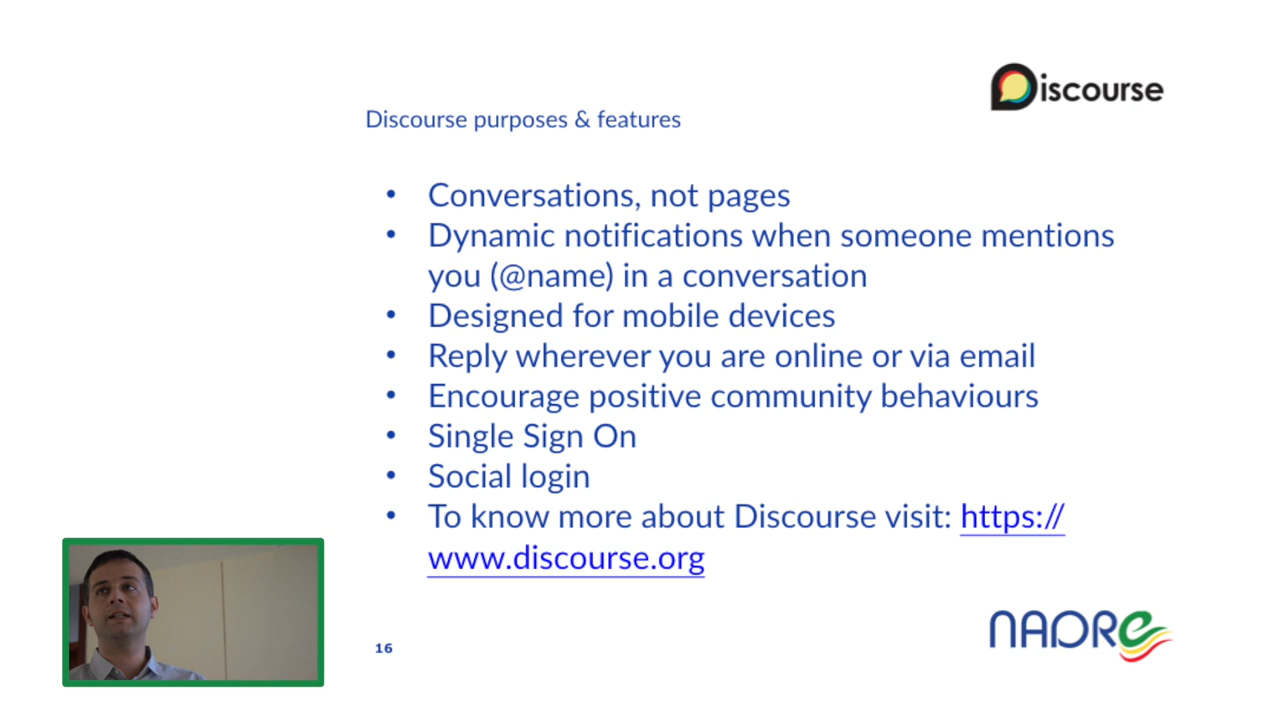 Discourse
Discourse purposes & features
• Conversations, not pages
• Dynamic notifications when someone mentions
you (@name) in a conversation
• Designed for mobile devices
• Reply wherever you are online or via email
• Encourage positive community behaviours
• Single Sign On
• Social login
• To know more about Discourse visit: https://
www.discourse.org
16
NADRe